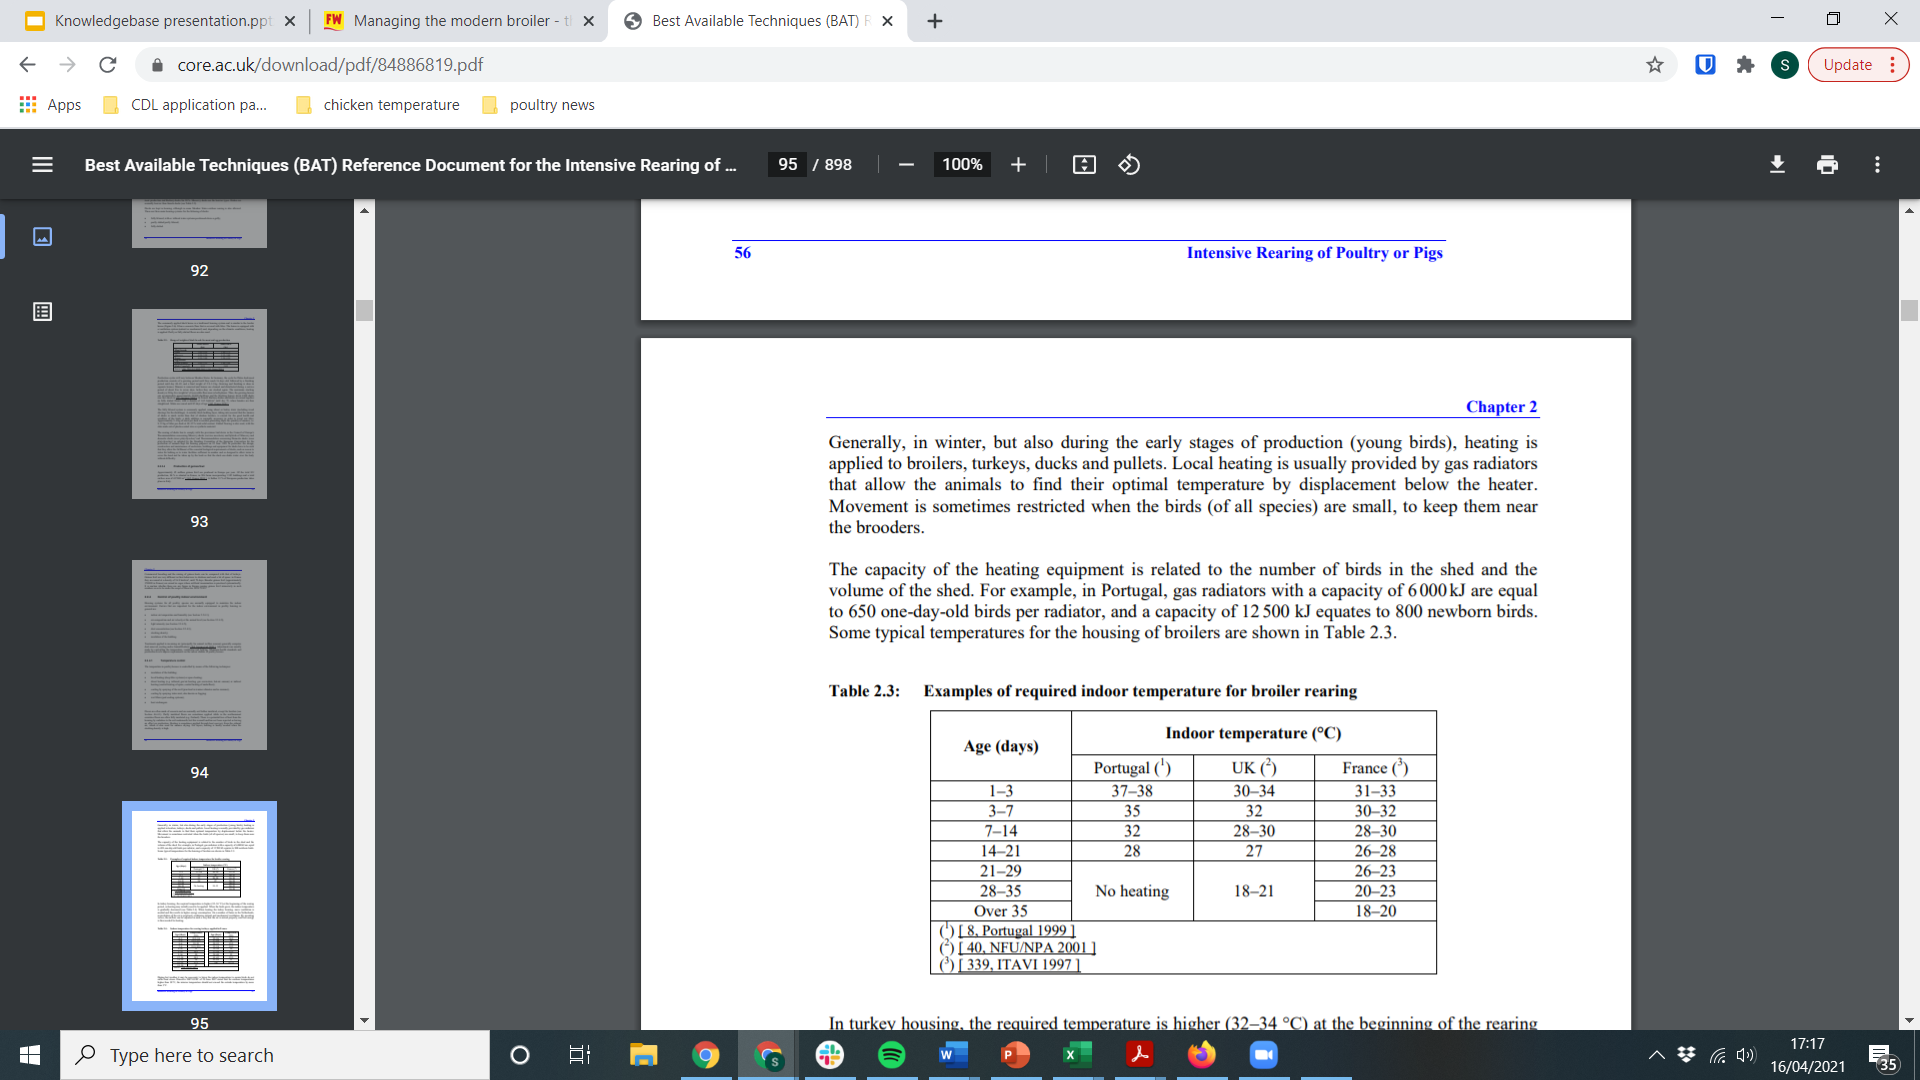 Knowledgebase presentation.ppt
FW Managing the modern broiler - t
Best Available Techniques (BAT) R
core.ac.uk/download/pdf/84886819.pdf
S
Update
Apps
CDL application pa...
chicken temperature
poultry news
Best Available Techniques (BAT) Reference Document for the Intensive Rearing of ...
95 / 898
100%
92
93
94
95
56 Intensive Rearing of Poultry or Pigs
Chapter 2
Generally, in winter, but also during the early stages of production (young birds), heating is
applied to broilers, turkeys, ducks and pullets. Local heating is usually provided by gas radiators
that allow the animals to find their optimal temperature by displacement below the heater.
Movement is sometimes restricted when the birds (of all species) are small, to keep them near
the brooders.
The capacity of the heating equipment is related to the number of birds in the shed and the
volume of the shed. For example, in Portugal, gas radiators with a capacity of 6 000 kJ are equal
to 650 one-day-old birds per radiator, and a capacity of 12 500 kJ equates to 800 newborn birds.
Some typical temperatures for the housing of broilers are shown in Table 2.3.
Table 2.3: Examples of required indoor temperature for broiler rearing
Age (days) Indoor temperature (°C)
Portugal (¹) UK (²) France (³)
1–3 37–38 30–34 31–33
3–7 35 32 30–32
7–14 32 28–30 28–30
14–21 28 27 26–28
21–29 26–23
28–35 No heating 18–21 20–23
Over 35 18–20
(¹) [ 8, Portugal 1999 ]
(²) [ 40, NFU/NPA 2001 ]
(³) [ 339, ITAVI 1997 ]
In turkey housing, the required temperature is higher (32–34 °C) at the beginning of the rearing
Type here to search
S
17:17
16/04/2021
35